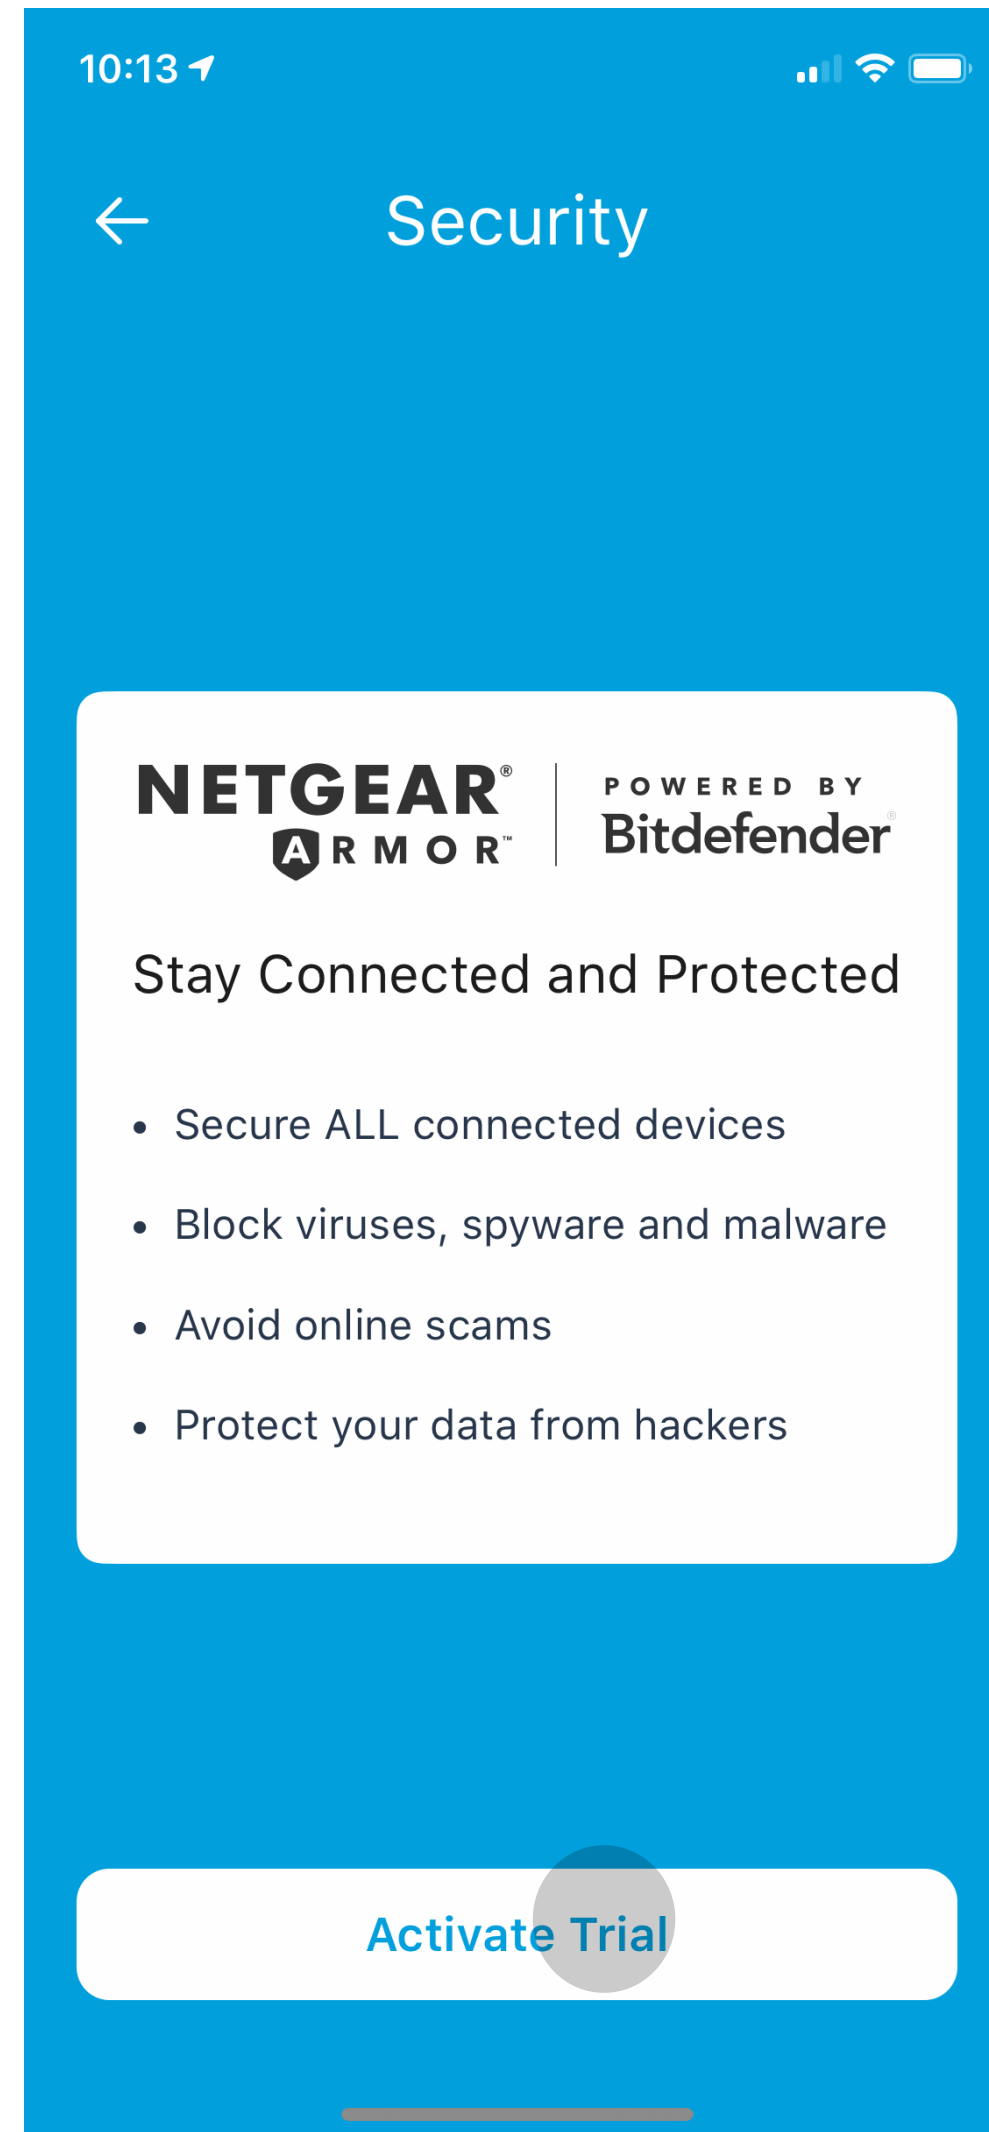 10:13
Security
NETGEAR®
ARMOR™
POWERED BY
Bitdefender®
Stay Connected and Protected
• Secure ALL connected devices
• Block viruses, spyware and malware
• Avoid online scams
• Protect your data from hackers
Activate Trial